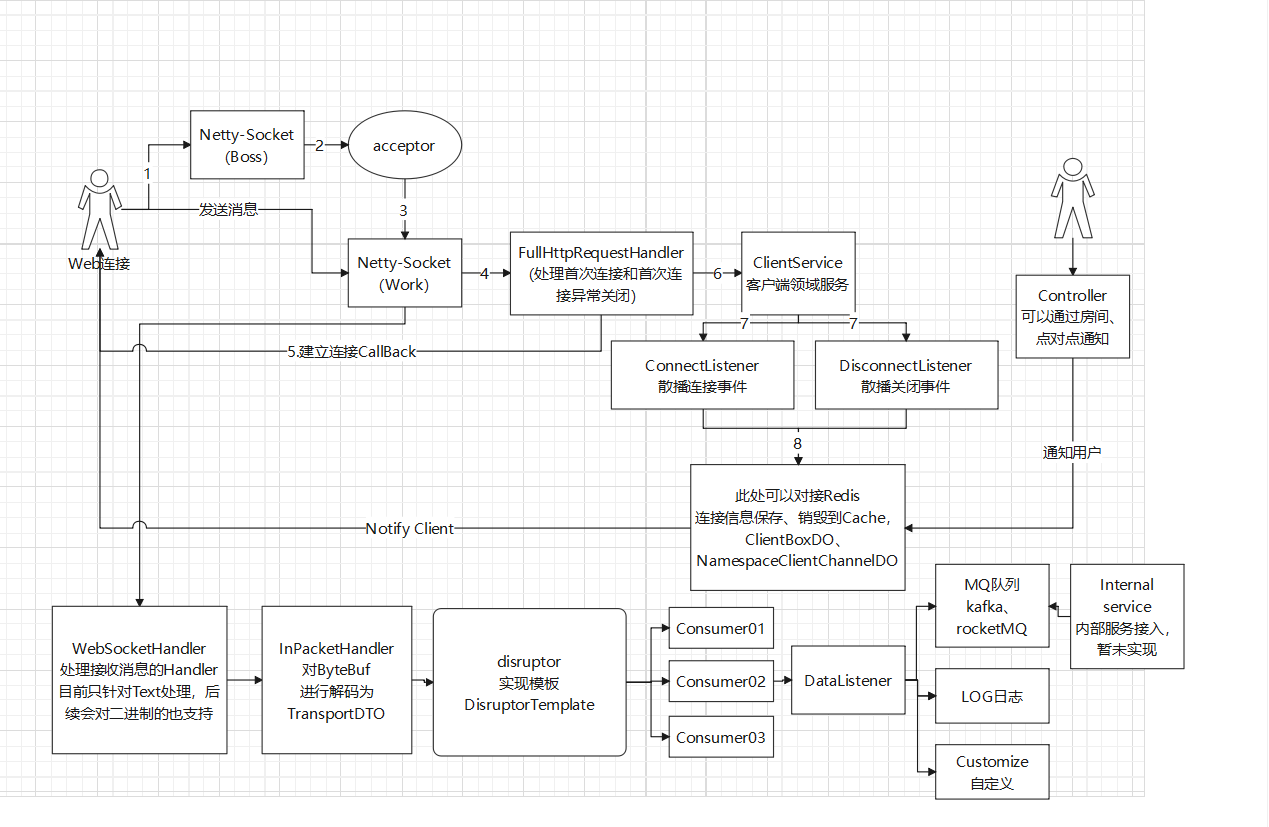 Netty-Socket
(Boss)
2
acceptor
1
发送消息
3
Web连接
Netty-Socket
(Work)
4
FullHttpRequestHandler
(处理首次连接和首次连
接异常关闭)
6
ClientService
客户端领域服务
Controller
可以通过房间、
点对点通知
7
7
5.建立连接CallBack
ConnectListener
散播连接事件
DisconnectListener
散播关闭事件
8
通知用户
此处可以对接Redis
连接信息保存、销毁到Cache，
ClientBoxDO、
NamespaceClientChannelDO
Notify Client
WebSocketHandler
处理接收消息的Handler
目前只针对Text处理，后
续会对二进制的也支持
InPacketHandler
对ByteBuf
进行解码为
TransportDTO
disruptor
实现模板
DisruptorTemplate
Consumer01
Consumer02
Consumer03
DataListener
MQ队列
kafka、
rocketMQ
Internal
service
内部服务接入，
暂未实现
LOG日志
Customize
自定义